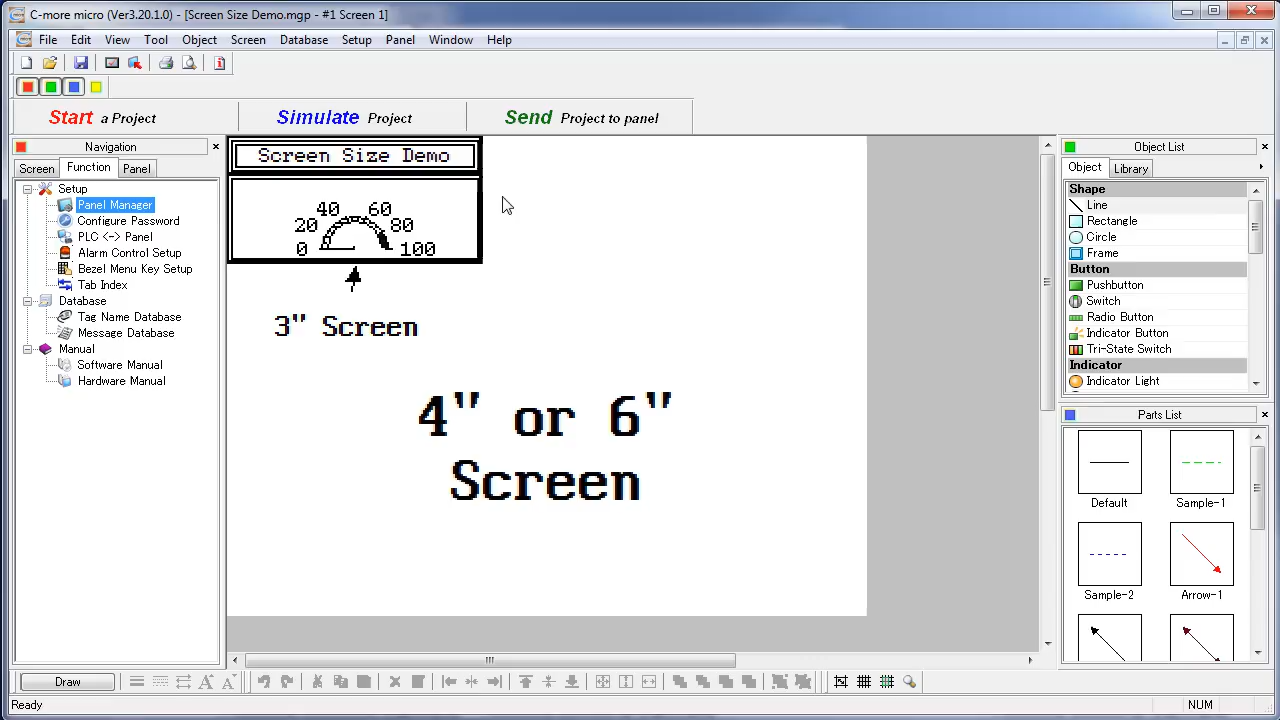 C-more micro (Ver3.20.1.0) - [Screen Size Demo.mgp - #1 Screen 1]
File Edit View Tool Object Screen Database Setup Panel Window Help
Start a Project Simulate Project Send Project to panel
Navigation
Screen Function Panel
Setup
Panel Manager
Configure Password
PLC <-> Panel
Alarm Control Setup
Bezel Menu Key Setup
Tab Index
Database
Tag Name Database
Message Database
Manual
Software Manual
Hardware Manual
Screen Size Demo
40 60
20 80
0 100
3" Screen
4" or 6"
Screen
Object List
Object Library
Shape
Line
Rectangle
Circle
Frame
Button
Pushbutton
Switch
Radio Button
Indicator Button
Tri-State Switch
Indicator
Indicator Light
Parts List
Default Sample-1
Sample-2 Arrow-1
Draw
Ready NUM